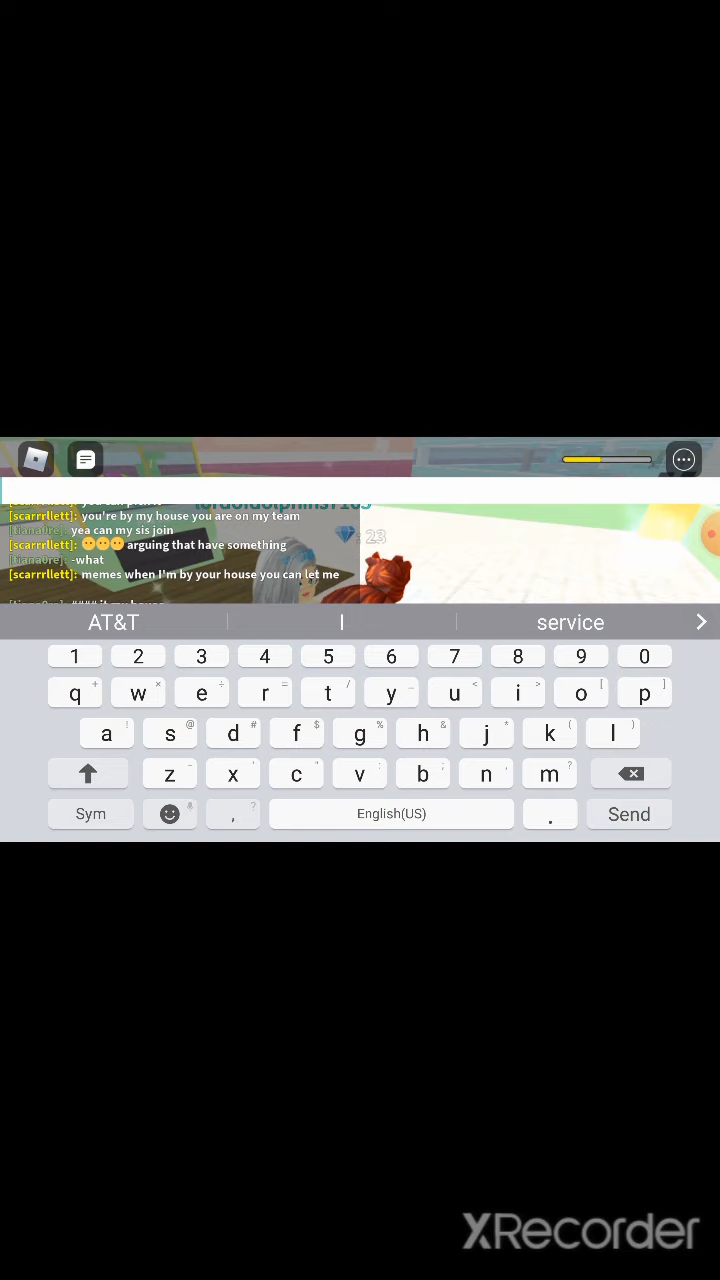 [scarrrllett]: you're by my house you are on my team
[tiana0re]: yea can my sis join
23
[scarrrllett]: 😬😬😬 arguing that have something
[tiana0re]: -what
[scarrrllett]: memes when I'm by your house you can let me
AT&T I service
1 2 3 4 5 6 7 8 9 0
q + w × e ÷ r = t / y _ u < i > o [ p ]
a ! s @ d # f $ g % h & j * k ( l )
z - x ' c " v : b ; n , m ?
Sym , ? English(US) . Send
XRecorder